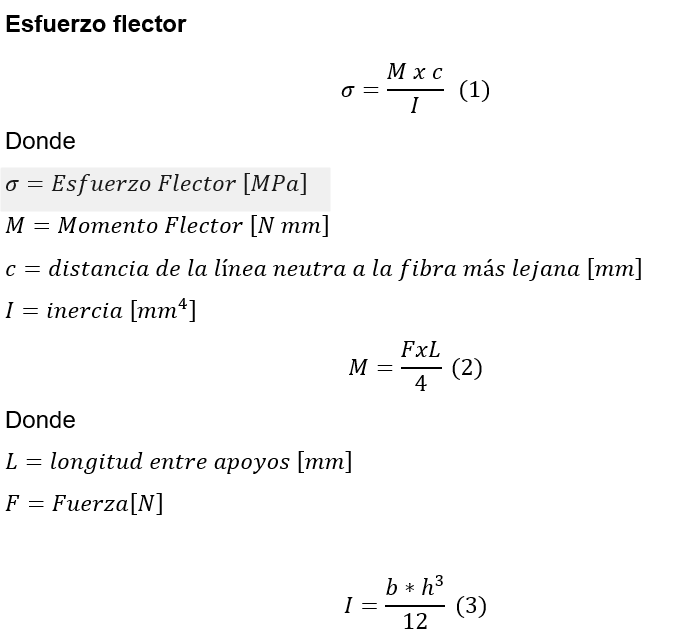 Esfuerzo flector
σ = M x c / I (1)
Donde
σ = Esfuerzo Flector [MPa]
M = Momento Flector [N mm]
c = distancia de la línea neutra a la fibra más lejana [mm]
I = inercia [mm⁴]
M = FxL / 4 (2)
Donde
L = longitud entre apoyos [mm]
F = Fuerza[N]
I = b * h³ / 12 (3)